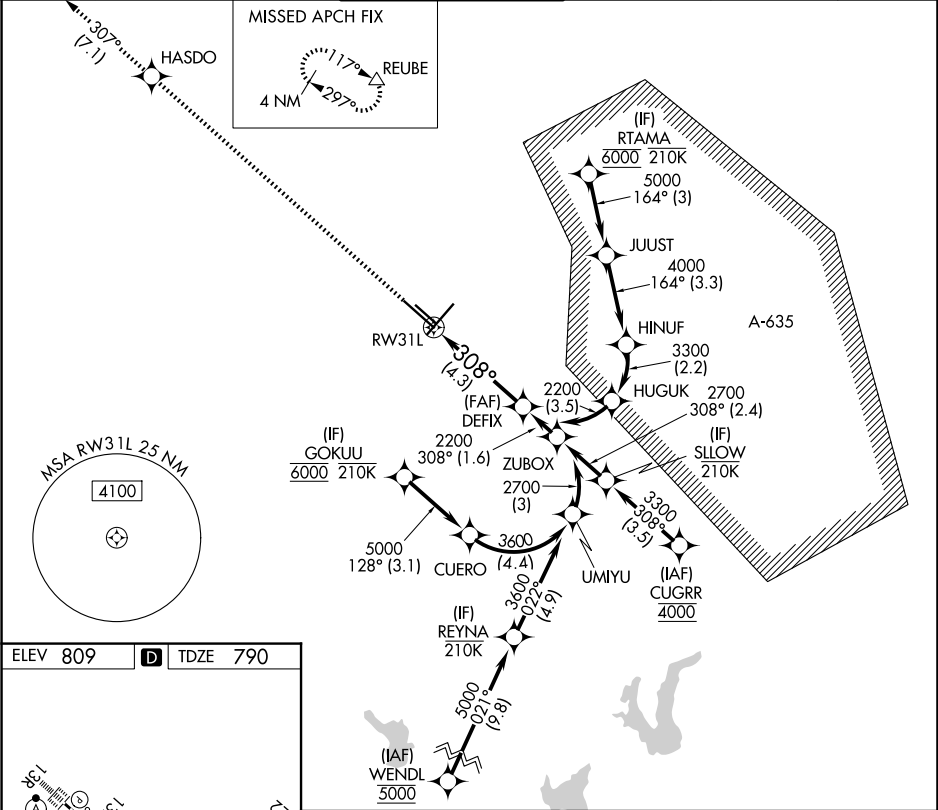 MISSED APCH FIX
117°
REUBE
4 NM
297°
307°
(7.1)
HASDO
(IF)
RTAMA
6000 210K
5000
164° (3)
JUUST
4000
164° (3.3)
HINUF
A-635
3300
(2.2)
RW31L
308°
(4.3)
HUGUK
2200
(3.5)
2700
308° (2.4)
(FAF)
DEFIX
2200
308° (1.6)
ZUBOX
(IF)
SLLOW
210K
(IF)
GOKUU
6000 210K
2700
(3)
3300
308°
(3.5)
5000
128° (3.1)
CUERO
3600
(4.4)
UMIYU
(IAF)
CUGRR
4000
3600
022°
(4.9)
(IF)
REYNA
210K
5000
021°
(9.8)
(IAF)
WENDL
5000
MSA RW31L 25 NM
4100
ELEV 809 D TDZE 790
13R
P